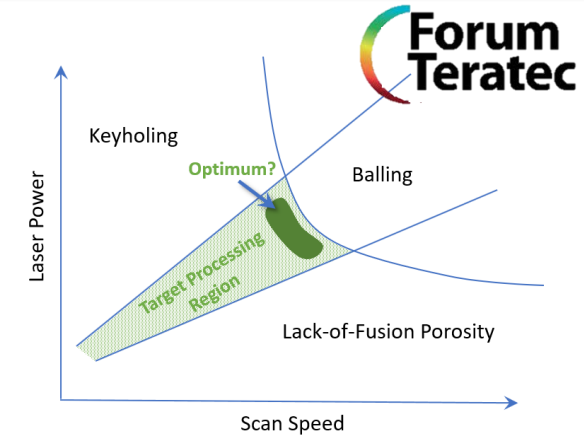 Forum
Teratec
Keyholing
Optimum?
Balling
Laser Power
Target Processing
Region
Lack-of-Fusion Porosity
Scan Speed